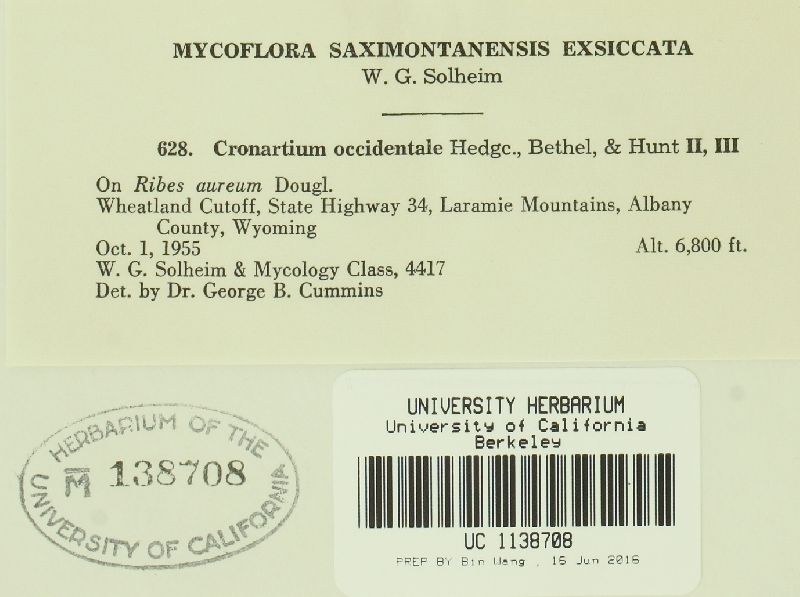 MYCOFLORA SAXIMONTANENSIS EXSICCATA
W. G. Solheim
628. Cronartium occidentale Hedgc., Bethel, & Hunt II, III
On Ribes aureum Dougl.
Wheatland Cutoff, State Highway 34, Laramie Mountains, Albany
County, Wyoming
Oct. 1, 1955 Alt. 6,800 ft.
W. G. Solheim & Mycology Class, 4417
Det. by Dr. George B. Cummins
HERBARIUM OF THE
M 138708
UNIVERSITY OF CALIFORNIA
UNIVERSITY HERBARIUM
University of California
Berkeley
UC 1138708
PREP BY Bin Wang , 15 Jun 2016